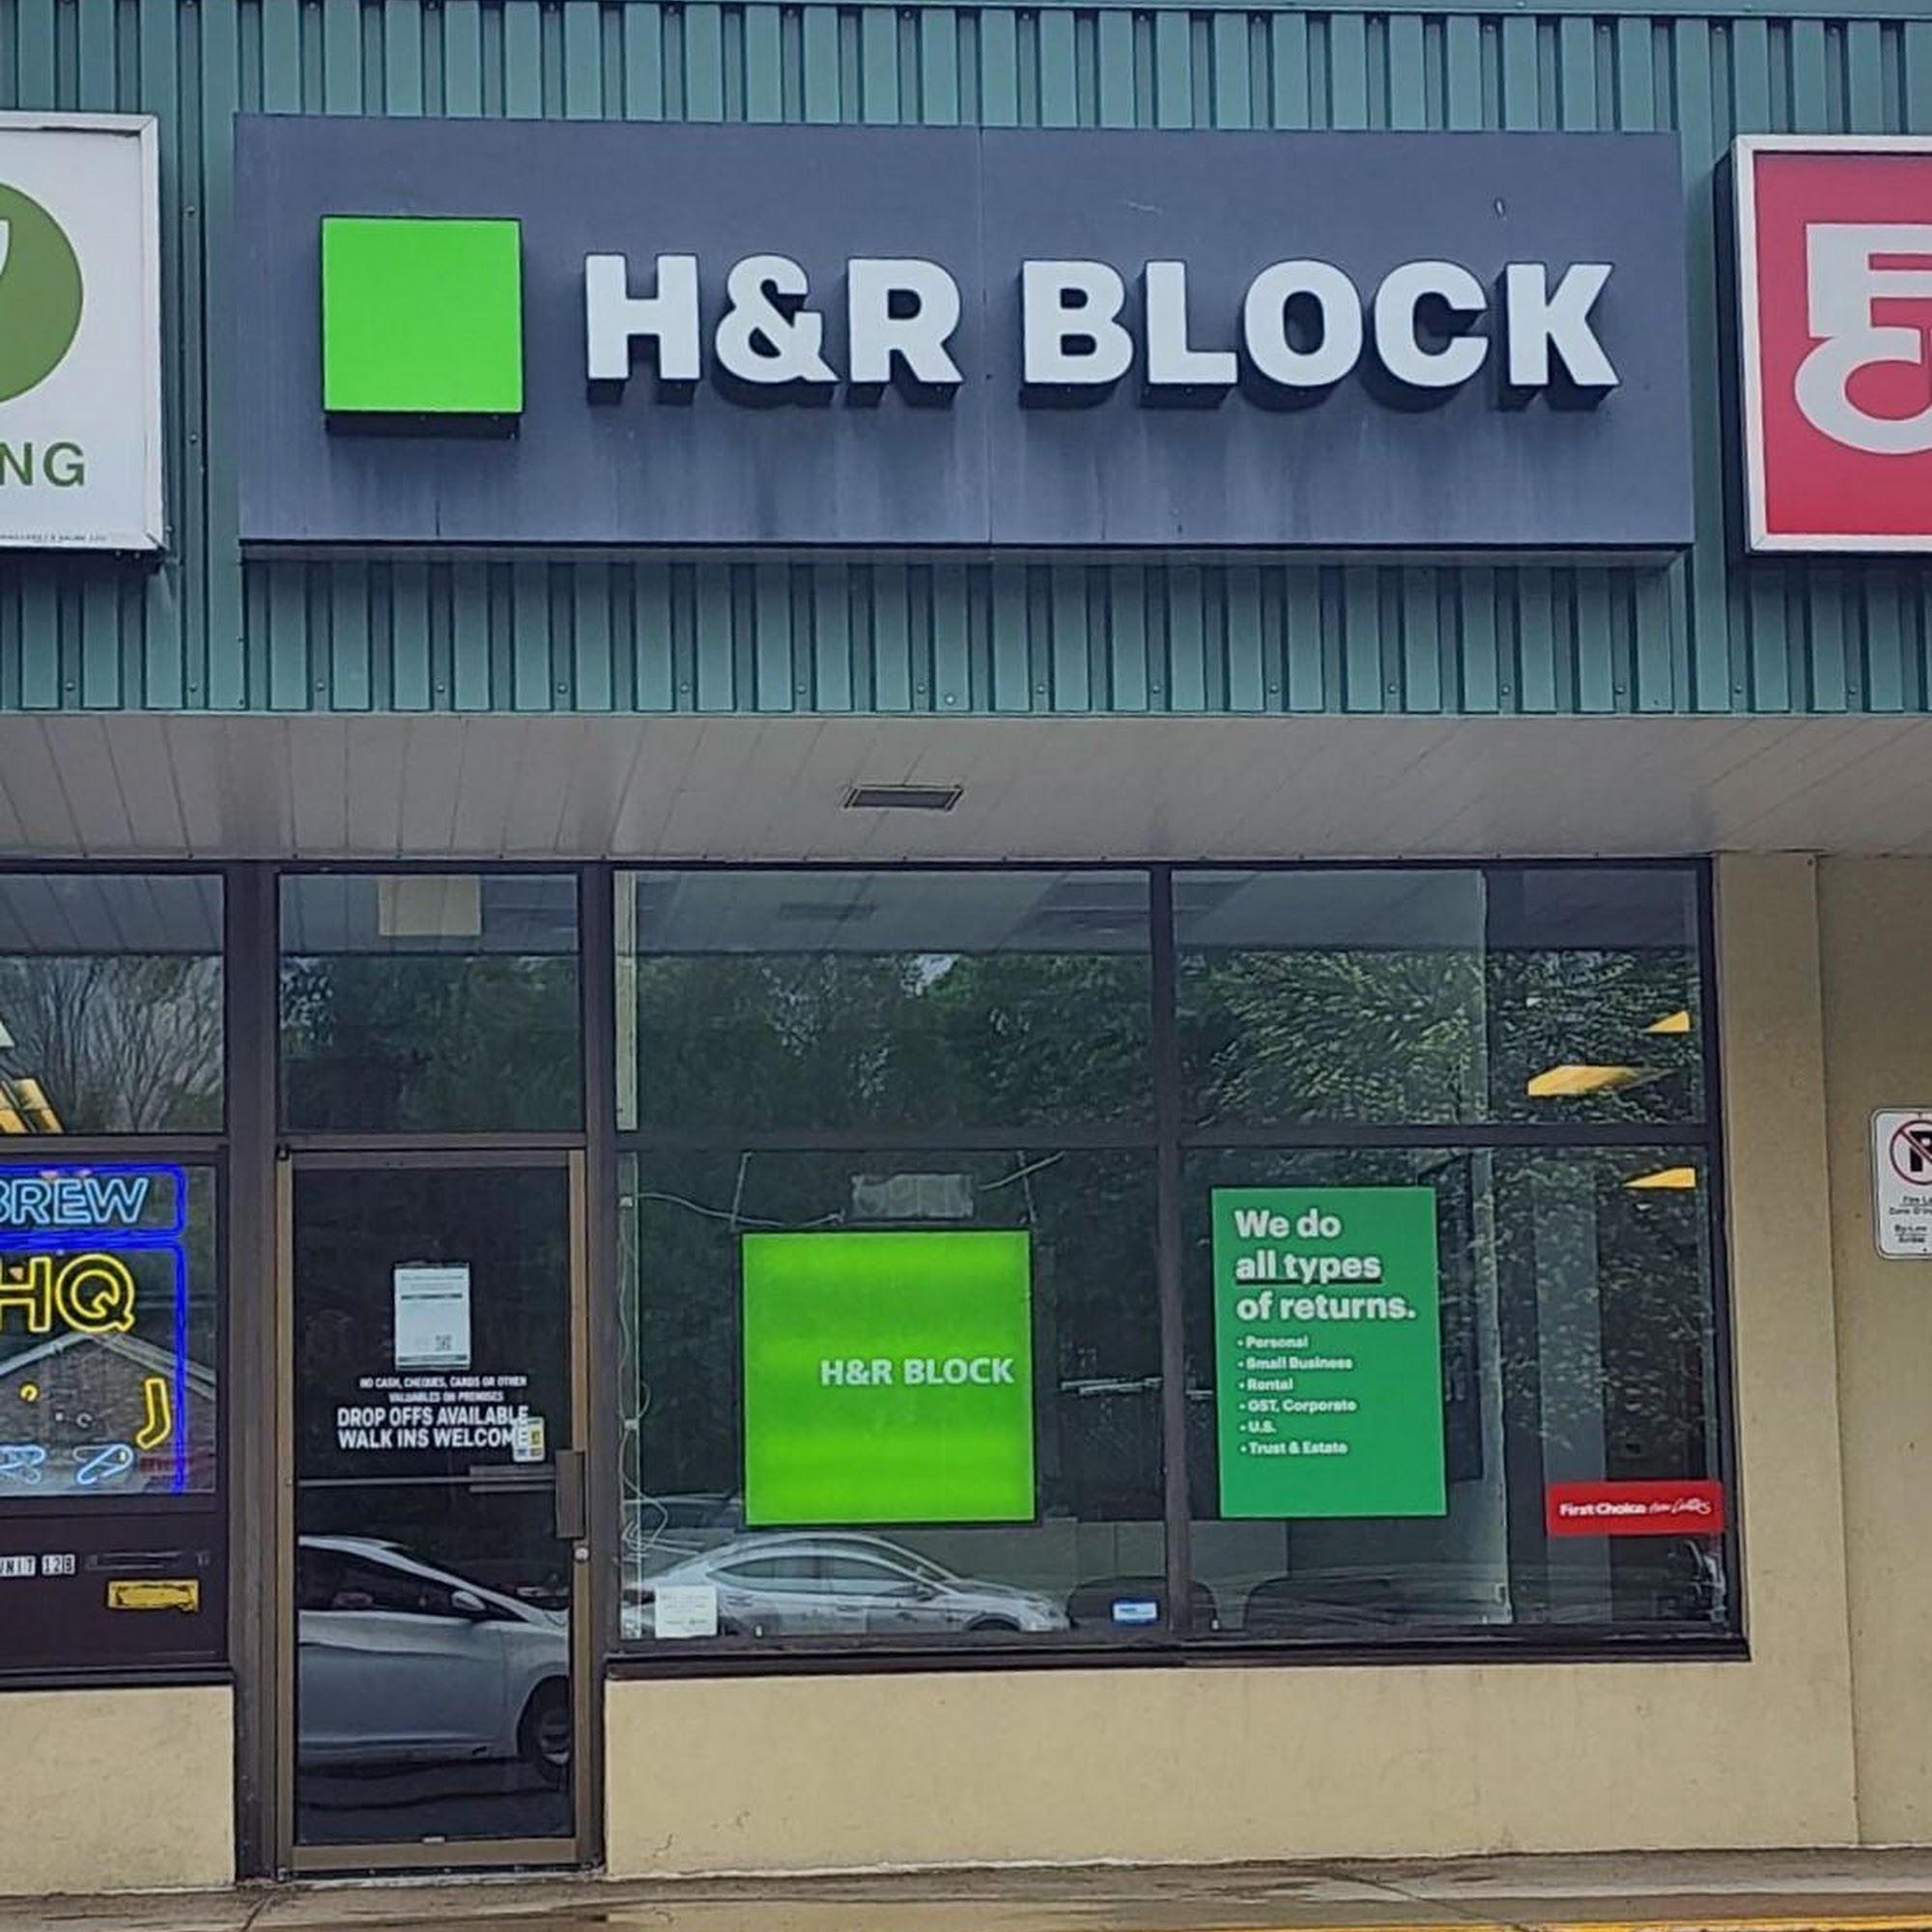 NG
H&R BLOCK
BREW
HQ
UNIT 12B
NO CASH, CHEQUES, CARDS OR OTHER
VALUABLES ON PREMISES
DROP OFFS AVAILABLE
WALK INS WELCOME
H&R BLOCK
We do
all types
of returns.
• Personal
• Small Business
• Rental
• GST, Corporate
• U.S.
• Trust & Estate
First Choice